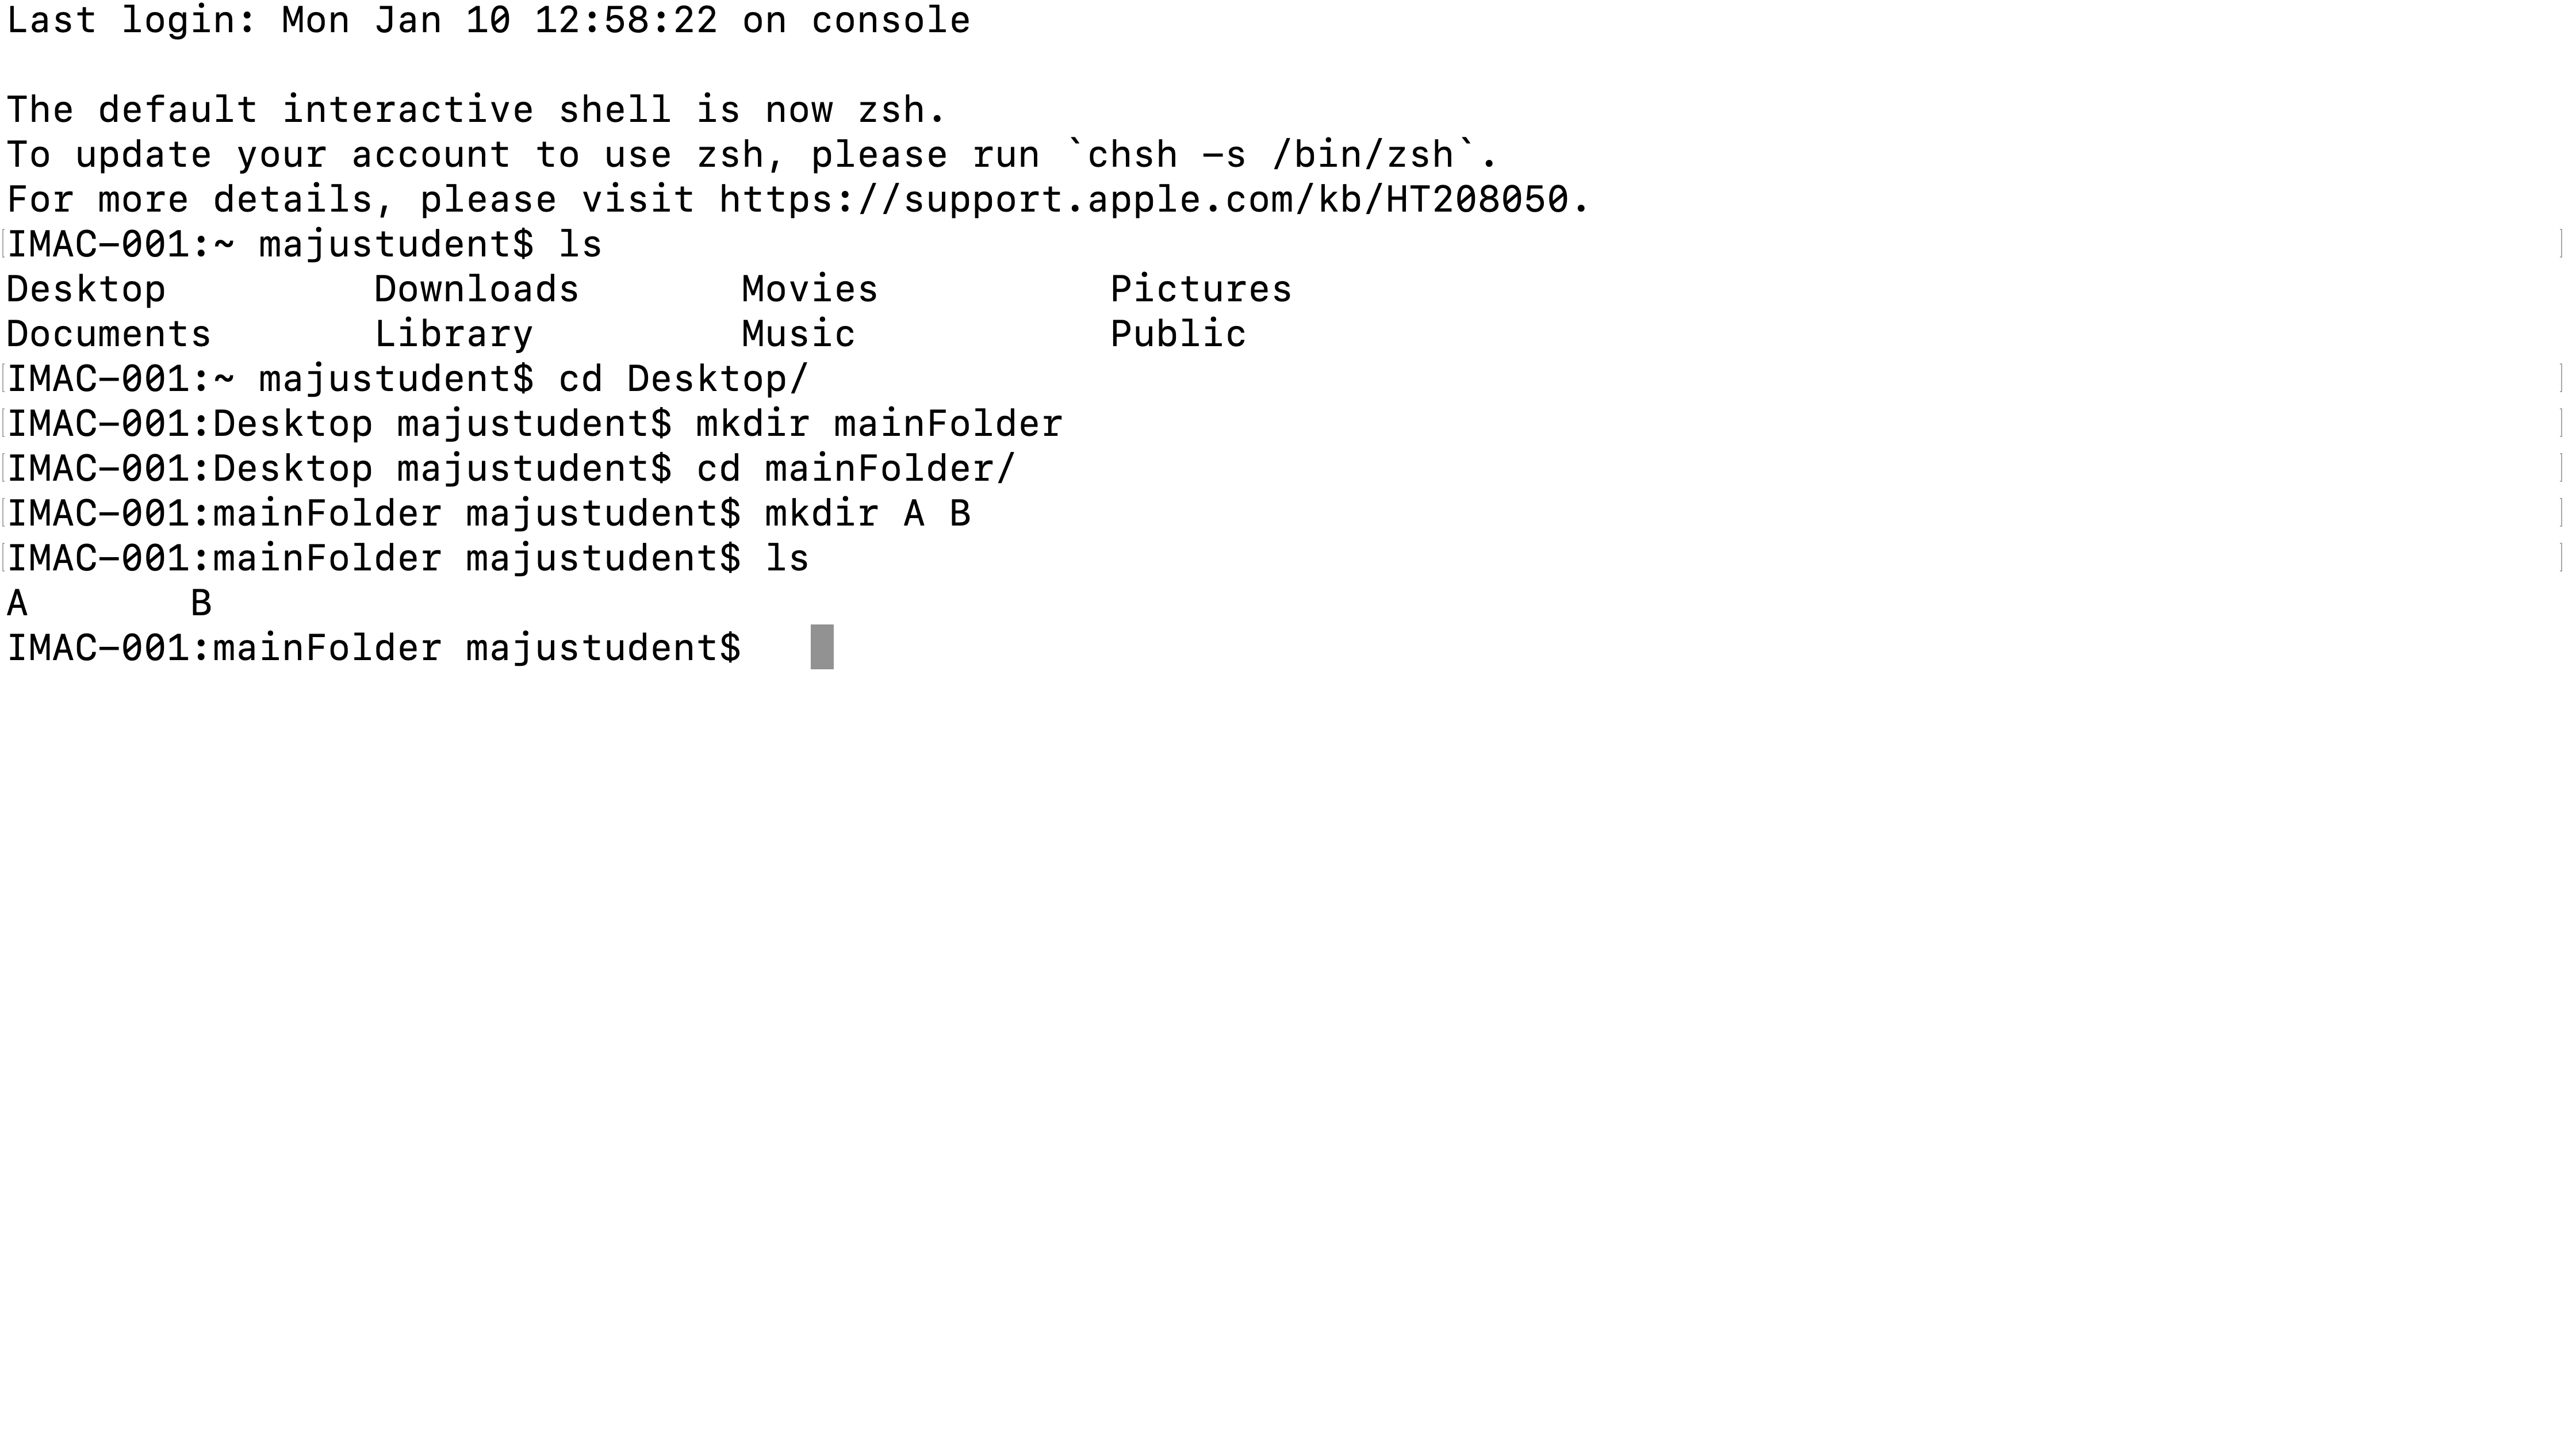 Last login: Mon Jan 10 12:58:22 on console

The default interactive shell is now zsh.
To update your account to use zsh, please run `chsh -s /bin/zsh`.
For more details, please visit https://support.apple.com/kb/HT208050.
IMAC-001:~ majustudent$ ls
Desktop Downloads Movies Pictures
Documents Library Music Public
IMAC-001:~ majustudent$ cd Desktop/
IMAC-001:Desktop majustudent$ mkdir mainFolder
IMAC-001:Desktop majustudent$ cd mainFolder/
IMAC-001:mainFolder majustudent$ mkdir A B
IMAC-001:mainFolder majustudent$ ls
A B
IMAC-001:mainFolder majustudent$